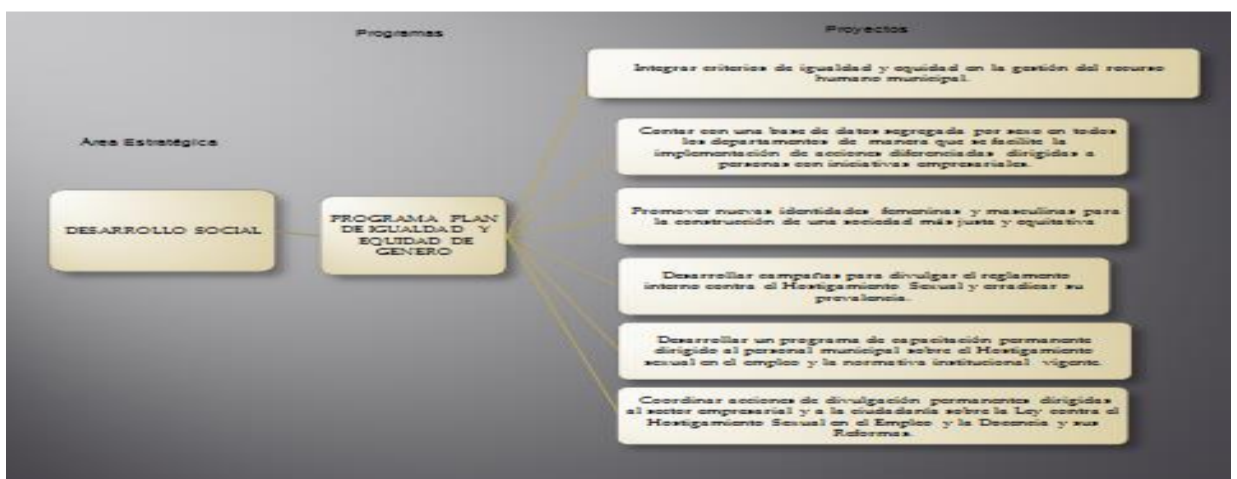 Programas
Proyectos
Area Estratégica
DESARROLLO SOCIAL
PROGRAMA PLAN
DE IGUALDAD Y
EQUIDAD DE
GENERO
Integrar criterios de igualdad y equidad en la gestión del recurso
humano municipal.
Contar con una base de datos segregada por sexo en todos
los departamentos de manera que se facilite la
implementación de acciones diferenciadas dirigidas a
personas con iniciativas empresariales.
Promover nuevas identidades femeninas y masculinas para
la construcción de una sociedad más justa y equitativa
Desarrollar campañas para divulgar el reglamento
interno contra el Hostigamiento Sexual y erradicar su
prevalencia.
Desarrollar un programa de capacitación permanente
dirigido al personal municipal sobre el Hostigamiento
sexual en el empleo y la normativa institucional vigente.
Coordinar acciones de divulgación permanentes dirigidas
al sector empresarial y a la ciudadanía sobre la Ley contra el
Hostigamiento Sexual en el Empleo y la Docencia y sus
Reformas.